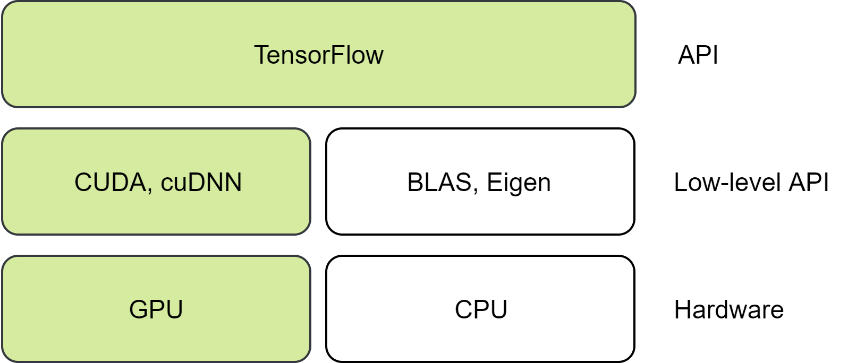 TensorFlow
API
CUDA, cuDNN
BLAS, Eigen
Low-level API
GPU
CPU
Hardware